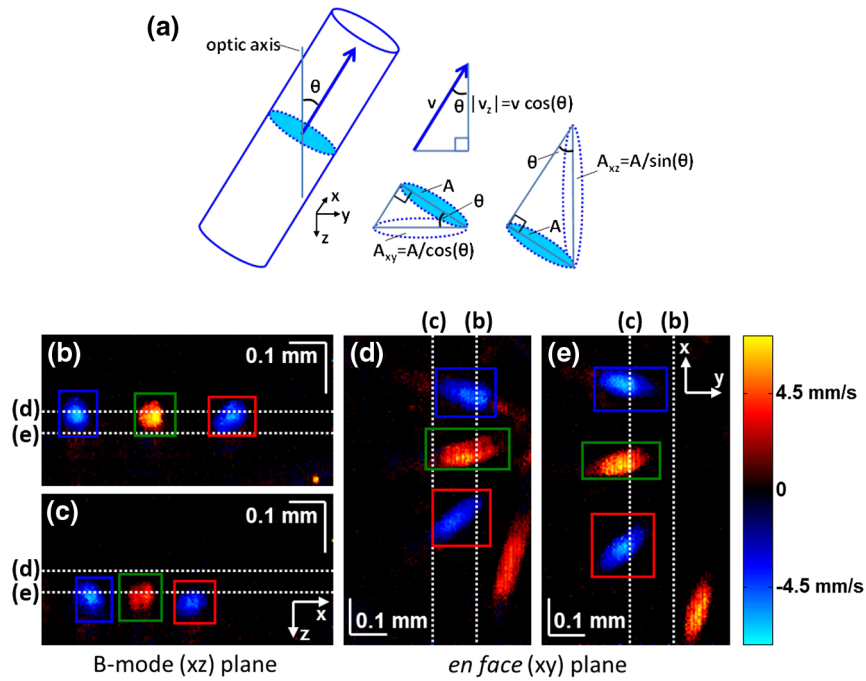 (a)
optic axis
θ
v
θ
|v_z|=v cos(θ)
x
y
z
A
θ
A_xy=A/cos(θ)
θ
A_xz=A/sin(θ)
A
(b)
0.1 mm
(d)
(e)
(c)
0.1 mm
(d)
(e)
x
z
B-mode (xz) plane
(c) (b)
(d)
0.1 mm
(c) (b)
(e)
x
y
0.1 mm
en face (xy) plane
4.5 mm/s
0
-4.5 mm/s